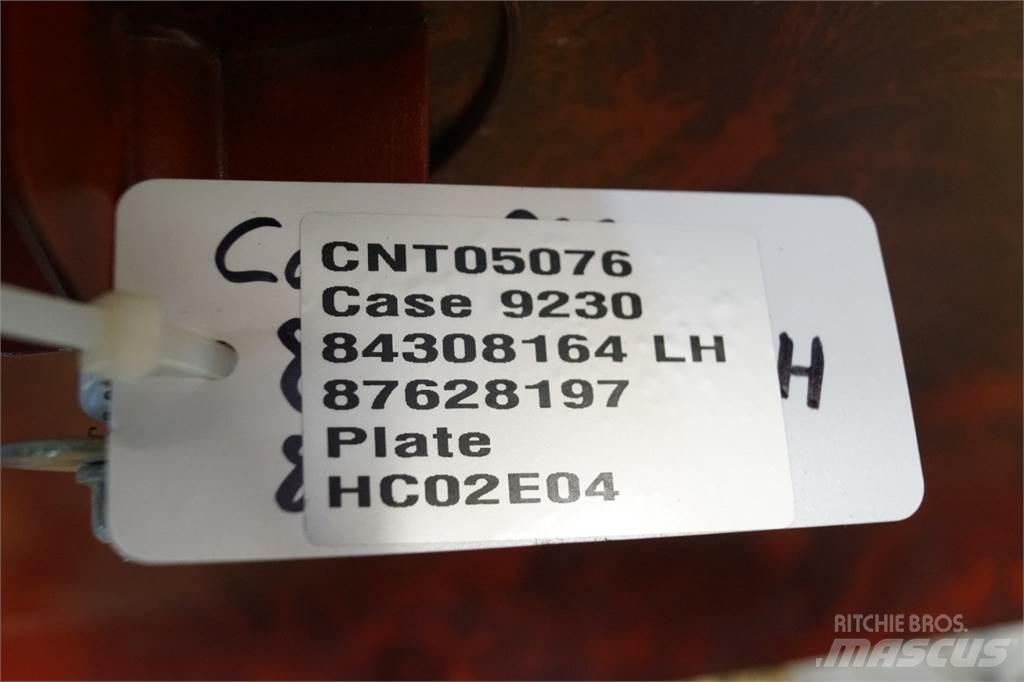 CNT05076
Case 9230
84308164 LH
87628197
Plate
HC02E04
H
RITCHIE BROS.
MASCUS